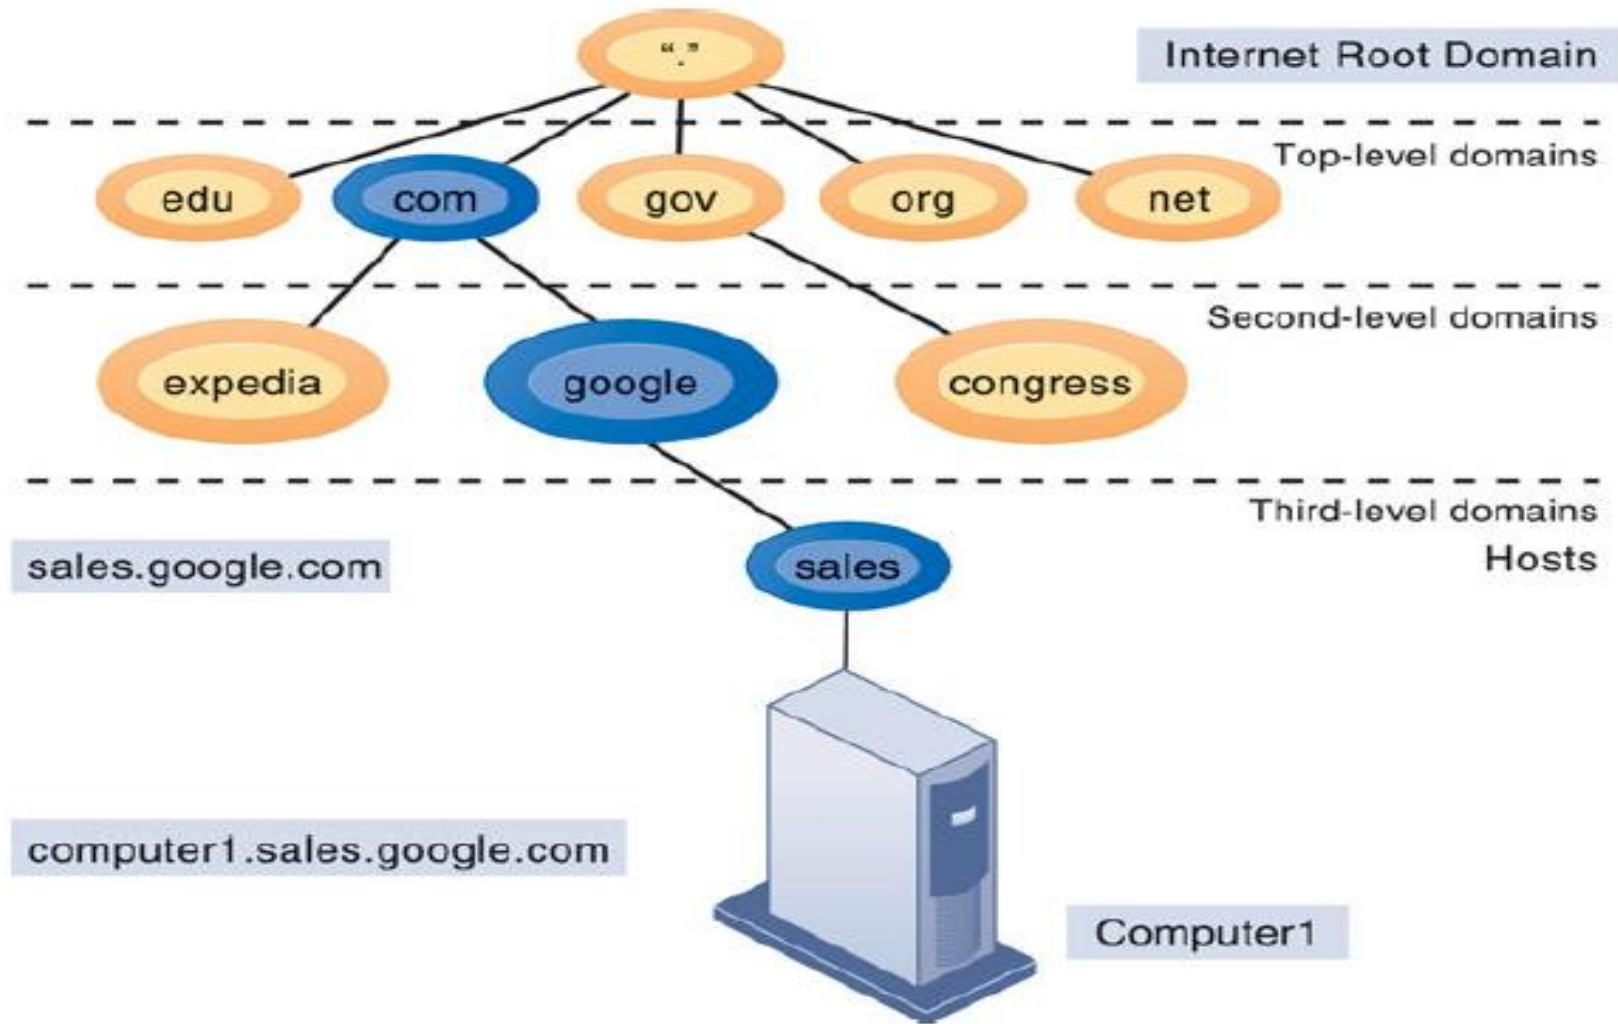 “.”
Internet Root Domain
Top-level domains
edu
com
gov
org
net
Second-level domains
expedia
google
congress
Third-level domains
Hosts
sales.google.com
sales
computer1.sales.google.com
Computer1